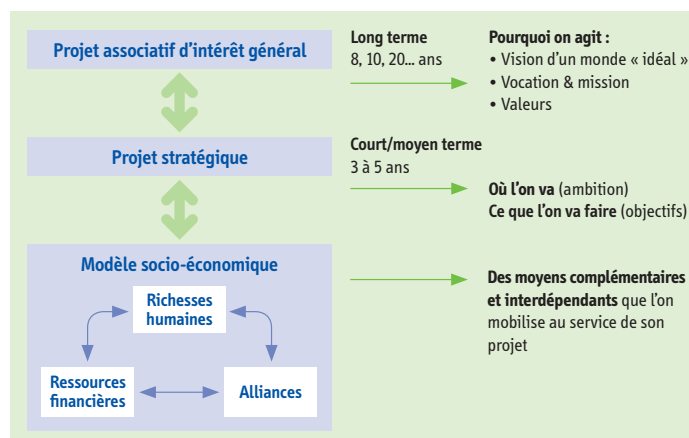 Projet associatif d'intérêt général
Long terme
8, 10, 20... ans
Pourquoi on agit :
• Vision d'un monde « idéal »
• Vocation & mission
• Valeurs
Projet stratégique
Court/moyen terme
3 à 5 ans
Où l'on va (ambition)
Ce que l'on va faire (objectifs)
Modèle socio-économique
Richesses
humaines
Ressources
financières
Alliances
Des moyens complémentaires
et interdépendants que l'on
mobilise au service de son
projet